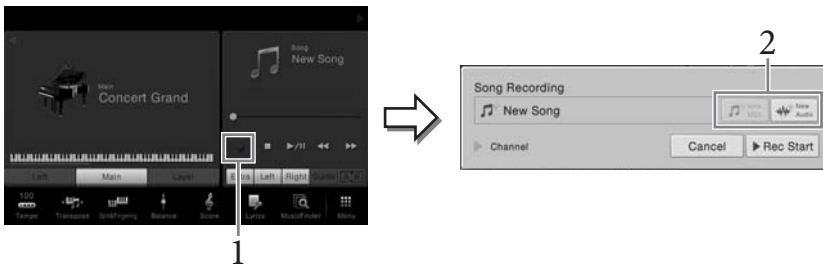 Song
New Song
Main
Concert Grand
Left Main Layer
Extra Left Right Guide
100
Tempo Transpose Split&Fingering Balance Score Lyrics MusicFinder Menu
1
2
Song Recording
New Song
New MIDI
New Audio
Channel
Cancel
Rec Start